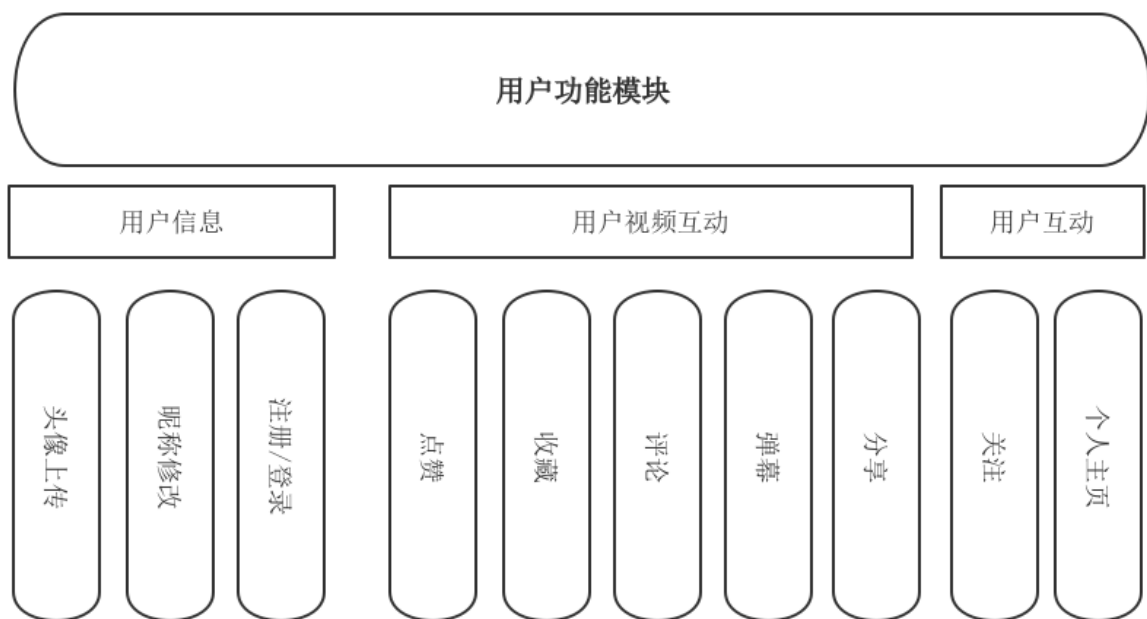 用户功能模块
用户信息
用户视频互动
用户互动
头像上传
昵称修改
注册/登录
点赞
收藏
评论
弹幕
分享
关注
个人主页